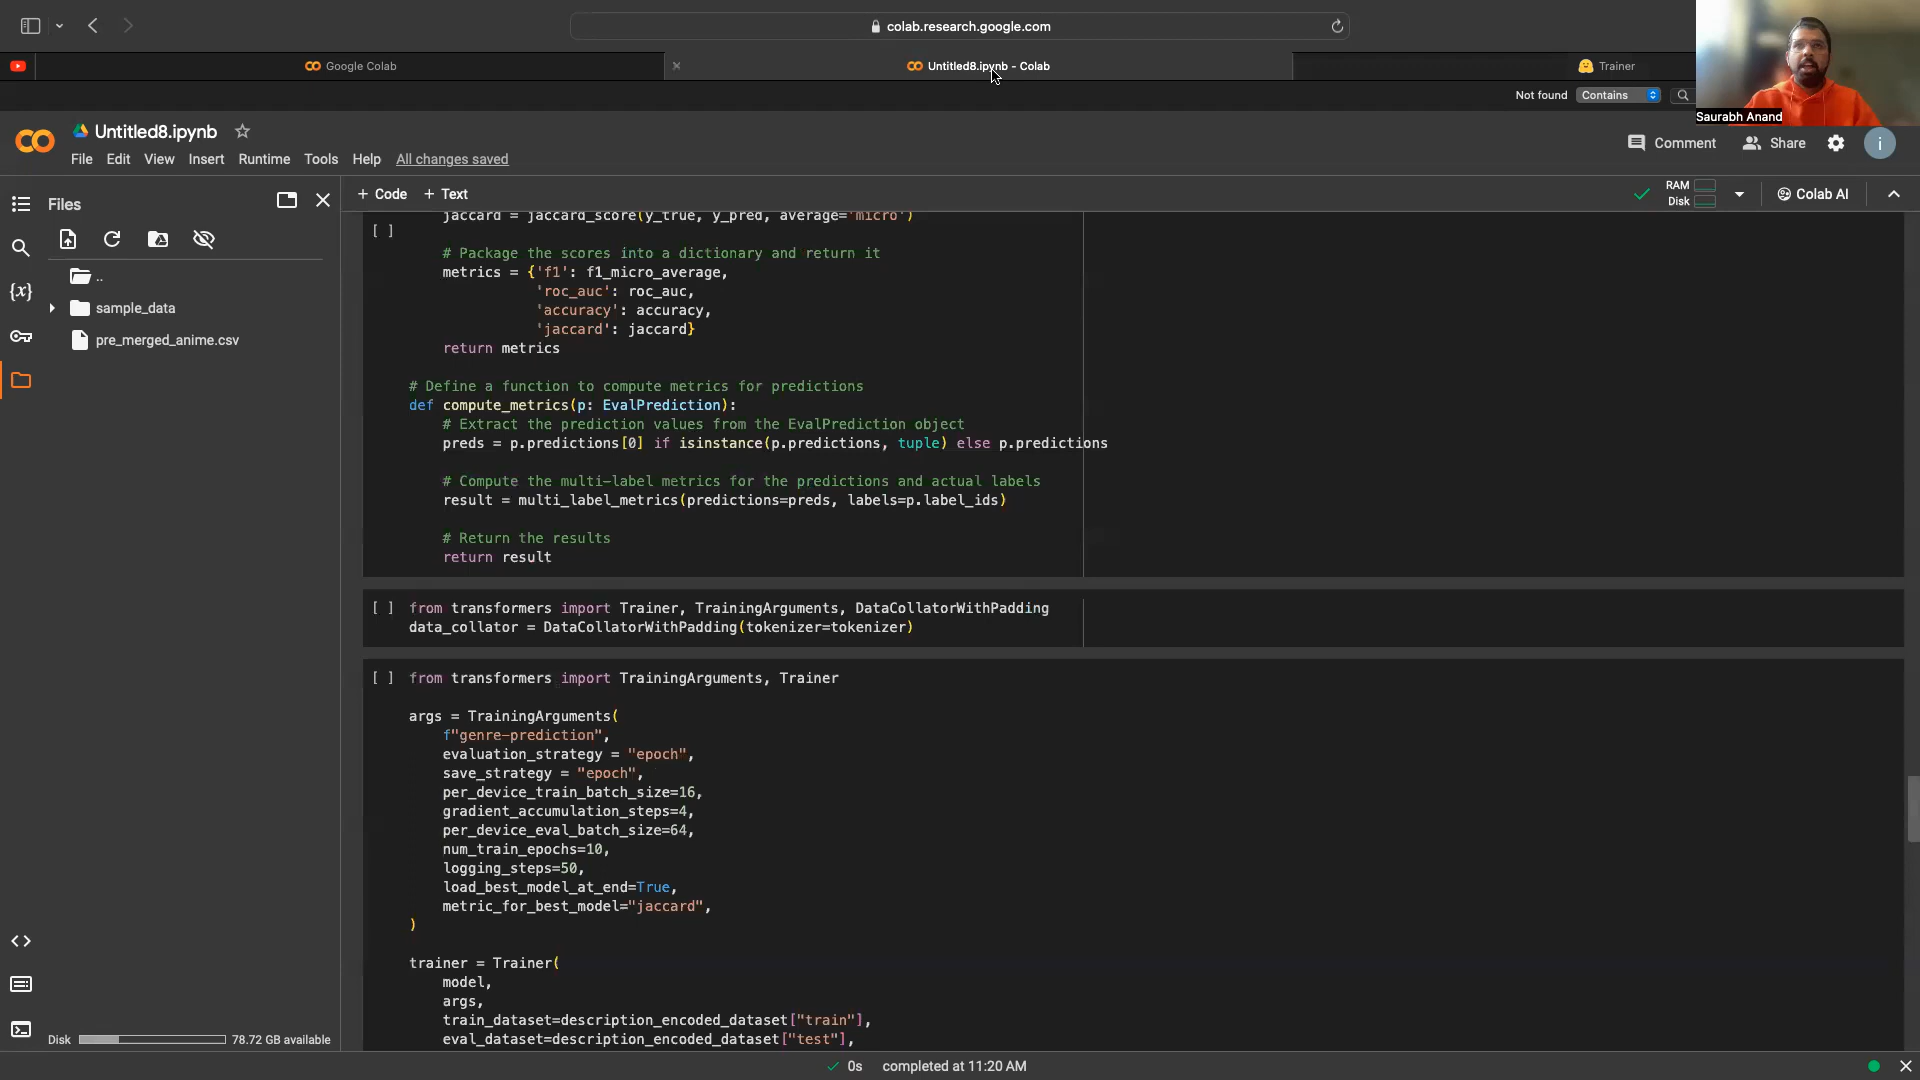 colab.research.google.com
Google Colab
Untitled8.ipynb - Colab
Trainer
Not found
Contains
Saurabh Anand
Untitled8.ipynb
File Edit View Insert Runtime Tools Help All changes saved
Comment
Share
i
Files
+ Code + Text
RAM
Disk
Colab AI
..
sample_data
pre_merged_anime.csv
{x}
jaccard = jaccard_score(y_true, y_pred, average='micro')
[ ]
# Package the scores into a dictionary and return it
metrics = {'f1': f1_micro_average,
'roc_auc': roc_auc,
'accuracy': accuracy,
'jaccard': jaccard}
return metrics
# Define a function to compute metrics for predictions
def compute_metrics(p: EvalPrediction):
# Extract the prediction values from the EvalPrediction object
preds = p.predictions[0] if isinstance(p.predictions, tuple) else p.predictions
# Compute the multi-label metrics for the predictions and actual labels
result = multi_label_metrics(predictions=preds, labels=p.label_ids)
# Return the results
return result
[ ] from transformers import Trainer, TrainingArguments, DataCollatorWithPadding
data_collator = DataCollatorWithPadding(tokenizer=tokenizer)
[ ] from transformers import TrainingArguments, Trainer
args = TrainingArguments(
f"genre-prediction",
evaluation_strategy = "epoch",
save_strategy = "epoch",
per_device_train_batch_size=16,
gradient_accumulation_steps=4,
per_device_eval_batch_size=64,
num_train_epochs=10,
logging_steps=50,
load_best_model_at_end=True,
metric_for_best_model="jaccard",
)
trainer = Trainer(
model,
args,
train_dataset=description_encoded_dataset["train"],
eval_dataset=description_encoded_dataset["test"],
Disk
78.72 GB available
0s completed at 11:20 AM